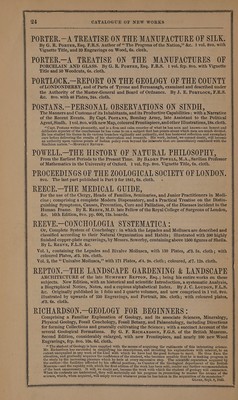 24 CATALOGUE OF NEW WORKS
PORTER.—A TREATISE ON THE MANUFACTURE OF SILK.
By G. R. PORTER, Esq. F.R.S. Author of "The Progress of the Nation," &c. 1 vol. 8vo. with
Vignette Title, and 39 Engravings on Wood, 6s. cloth.
PORTER.—A TREATISE ON THE MANUFACTURES OF
PORCELAIN AND GLASS. By G. R. PORTER, Esq. F.R.S. 1 vol. fcp. 8vo. with Vignette
Title and 50 Woodcuts, 6s. cloth.
PORTLOCK.—REPORT ON THE GEOLOGY OF THE COUNTY
of LONDONDERRY, and of Parts of Tyrone and Fermanagh, examined and described under
the Authority of the Master-General and Board of Ordnance. By J. E. PORTLOCK, F.R.S.
&c. 8vo. with 48 Plates, 24s. cloth.
POSTANS.—PERSONAL OBSERVATIONS ON SINDH,
The Manners and Customs of its Inhabitants, and its Productive Capabilities: with a Narrative
of the Recent Events. By Capt. POSTANS, Bombay Army, late Assistant to the Political
Agent, Sindh. 1 vol. 8vo. with new Map, coloured Frontispiece, and other Illustrations, 18s. cloth.
POWELL.—THE HISTORY OF NATURAL PHILOSOPHY,
From the Earliest Periods to the Present Time. By BADEN POWELL, M.A., Savilian Professor
of Mathematics in the University of Oxford. 1 vol. fcp. 8vo. Vignette Title, 6s. cloth.
PROCEEDINGS OF THE ZOOLOGICAL SOCIETY OF LONDON.
8vo. The last part published is Part 3 for 1843, 6s. cloth.
REECE.—THE MEDICAL GUIDE,
For the use of the Clergy, Heads of Families, Seminaries, and Junior Practitioners in Medicine;
comprising a complete Modern Dispensatory, and a Practical Treatise on the Distinguishing
Symptoms, Causes, Prevention, Cure and Palliation, of the Diseases incident to the
Human Frame. By R. REECE, M.D. late Fellow of the Royal College of Surgeons of London,
&c. 16th Edition, 8vo. pp. 600, 12s. boards.
REEVE.—CONCHOLOGIA SYSTEMATICA;
Or, Complete System of Conchology: in which the Lepades and Mollusca are described and
classified according to their Natural Organization and Habits; illustrated with 300 highly
finished copper-plate engravings, by Messrs. Sowerby, containing above 1500 figures of Shells.
By L. REEVE, F.L.S. &c.
Vol. 1, containing the Lepades and Bivalve Mollusca, with 130 Plates, £3. 5s. cloth; with
coloured Plates, £5. 12s. cloth.
Vol. 2, the "Univalve Mollusca," with 171 Plates, £4. 5s. cloth; coloured, £7. 12s. cloth.
REPTON.—THE LANDSCAPE GARDENING & LANDSCAPE
ARCHITECTURE of the late HUMPHRY REPTON, Esq.; being his entire works on these
subjects. New Edition, with an historical and scientific Introduction, a systematic Analysis,
a Biographical Notice, Notes, and a copious alphabetical Index. By J. C. LOUDON, F.L.S.
&c. Originally published in 1 folio and 3 quarto volumes, and now comprised in 1 vol. 8vo.
illustrated by upwards of 250 Engravings, and Portrait, 30s. cloth; with coloured plates,
£3. 6s. cloth.
RICHARDSON.—GEOLOGY FOR BEGINNERS:
Comprising a Familiar Explanation of Geology, and its associate Sciences, Mineralogy,
Physical Geology, Fossil Conchology, Fossil Botany, and Palæontology, including Directions
for forming Collections and generally cultivating the Science; with a succinct Account of the
several Geological Formations. By G. F. RICHARDSON, F.G.S. of the British Museum.
Second Edition, considerably enlarged, with new Frontispiece, and nearly 200 new Wood
Engravings, fcp. 8vo. 10s. 6d. cloth.